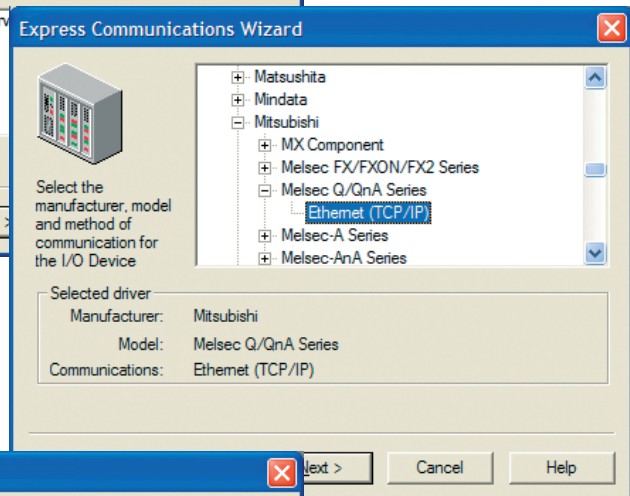 Express Communications Wizard
Matsushita
Mindata
Mitsubishi
MX Component
Melsec FX/FXON/FX2 Series
Melsec Q/QnA Series
Ethernet (TCP/IP)
Melsec-A Series
Melsec-AnA Series
Select the
manufacturer, model
and method of
communication for
the I/O Device
Selected driver
Manufacturer: Mitsubishi
Model: Melsec Q/QnA Series
Communications: Ethernet (TCP/IP)
Next >
Cancel
Help